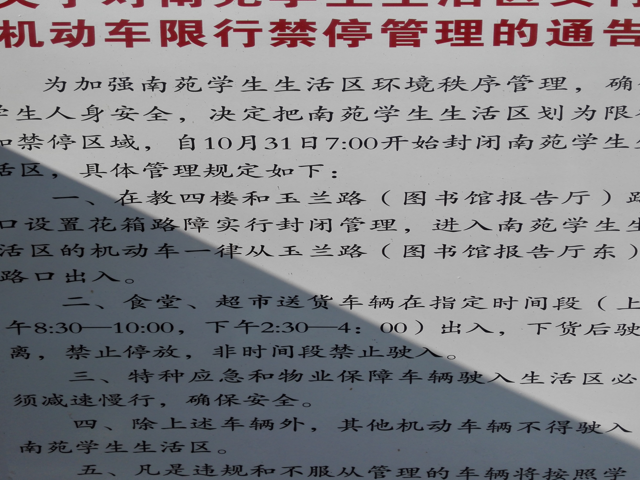 关于对南苑学生生活区实行
机动车限行禁停管理的通告
为加强南苑学生生活区环境秩序管理，确
学生人身安全，决定把南苑学生生活区划为限
和禁停区域，自10月31日7:00开始封闭南苑学生生
活区，具体管理规定如下：
一、在教四楼和玉兰路（图书馆报告厅）路
口设置花箱路障实行封闭管理，进入南苑学生生
活区的机动车一律从玉兰路（图书馆报告厅东）
路口出入。
二、食堂、超市送货车辆在指定时间段（上
午8:30—10:00，下午2:30—4：00）出入，下货后驶
离，禁止停放，非时间段禁止驶入。
三、特种应急和物业保障车辆驶入生活区必
须减速慢行，确保安全。
四、除上述车辆外，其他机动车辆不得驶入
南苑学生生活区。
五、凡是违规和不服从管理的车辆将按照学